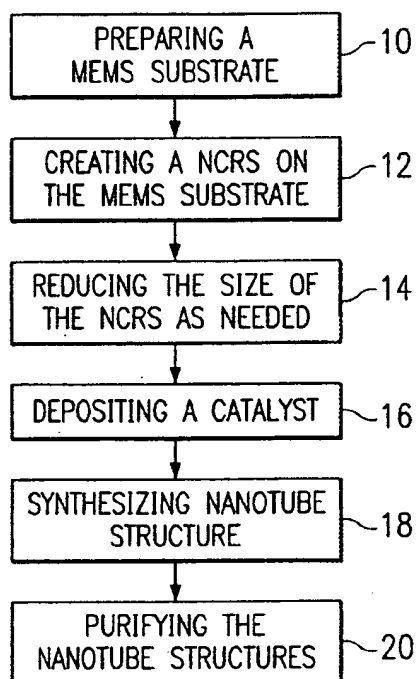 PREPARING A
MEMS SUBSTRATE
10
CREATING A NCRS ON
THE MEMS SUBSTRATE
12
REDUCING THE SIZE OF
THE NCRS AS NEEDED
14
DEPOSITING A CATALYST
16
SYNTHESIZING NANOTUBE
STRUCTURE
18
PURIFYING THE
NANOTUBE STRUCTURES
20